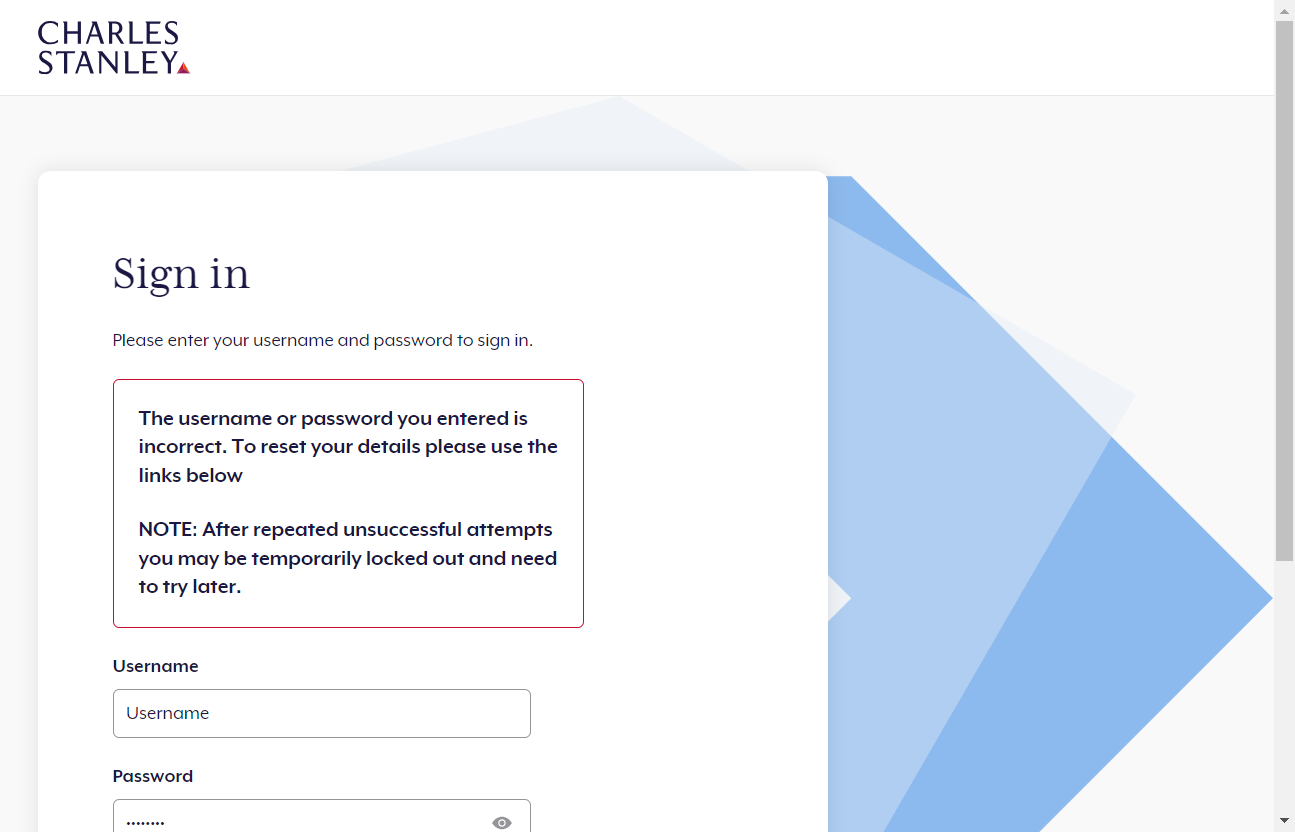 CHARLES
STANLEY
Sign in
Please enter your username and password to sign in.
The username or password you entered is
incorrect. To reset your details please use the
links below
NOTE: After repeated unsuccessful attempts
you may be temporarily locked out and need
to try later.
Username
Username
Password
••••••••